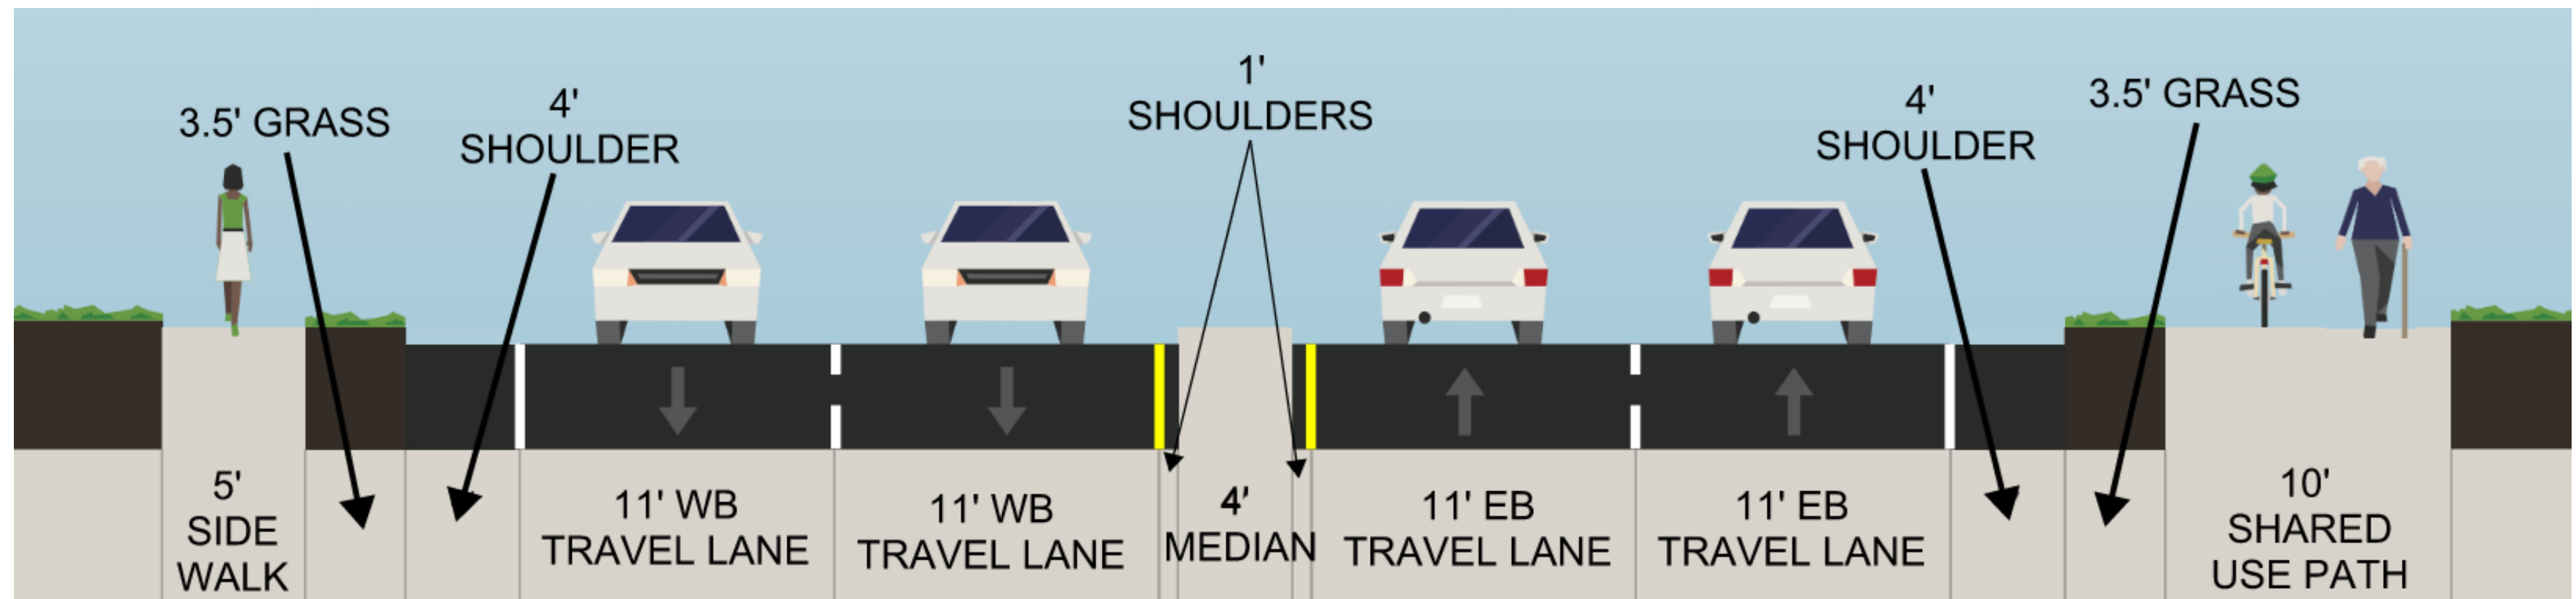 3.5' GRASS
4'
SHOULDER
1'
SHOULDERS
4'
SHOULDER
3.5' GRASS
5'
SIDE
WALK
11' WB
TRAVEL LANE
11' WB
TRAVEL LANE
4'
MEDIAN
11' EB
TRAVEL LANE
11' EB
TRAVEL LANE
10'
SHARED
USE PATH